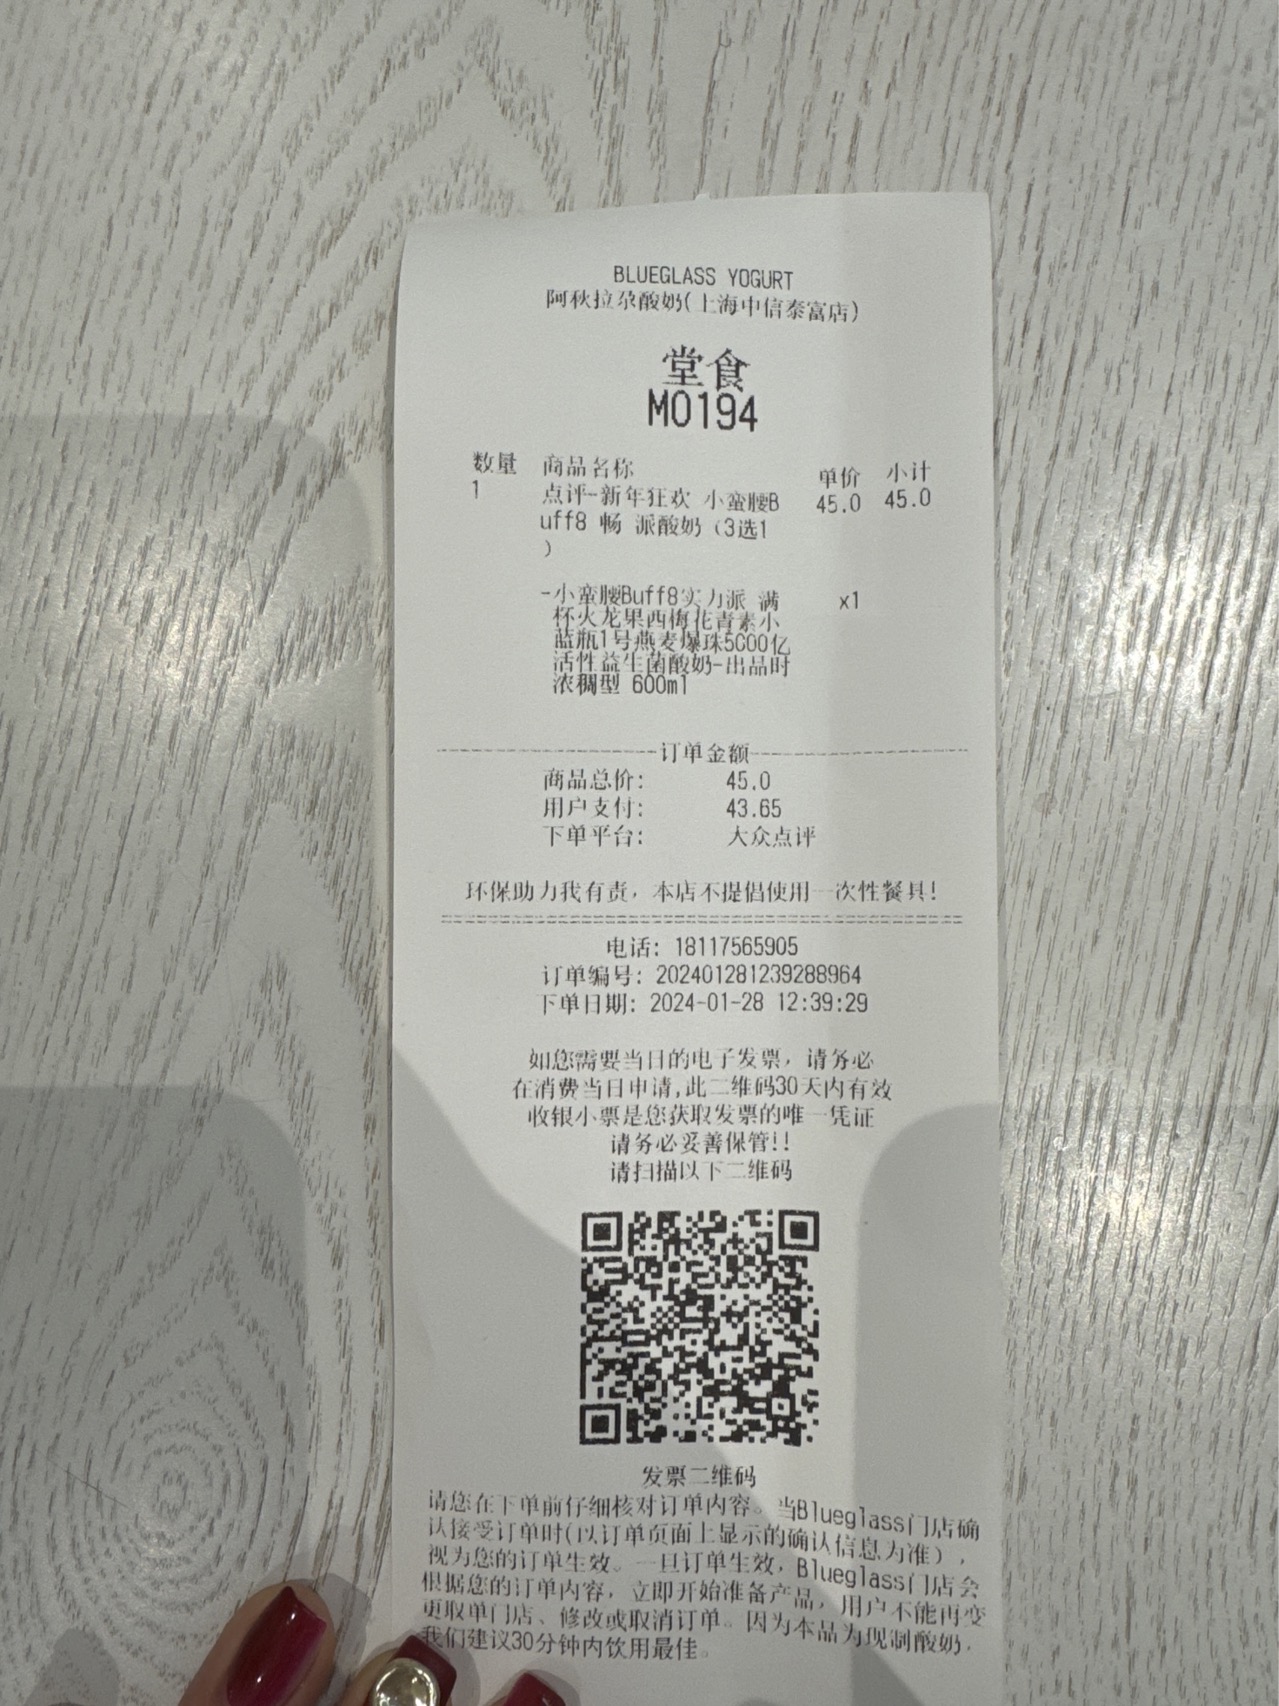 BLUEGLASS YOGURT
阿秋拉尕酸奶(上海中信泰富店)
堂食
M0194
数量 商品名称 单价 小计
1 点评-新年狂欢 小蛮腰B 45.0 45.0
uff8 畅 派酸奶（3选1
）
-小蛮腰Buff8实力派 满 x1
杯火龙果西梅花青素小
蓝瓶1号燕麦爆珠5000亿
活性益生菌酸奶-出品时
浓稠型 600ml
订单金额
商品总价: 45.0
用户支付: 43.65
下单平台: 大众点评
环保助力我有责，本店不提倡使用一次性餐具!
电话: 18117565905
订单编号: 202401281239288964
下单日期: 2024-01-28 12:39:29
如您需要当日的电子发票，请务必
在消费当日申请,此二维码30天内有效
收银小票是您获取发票的唯一凭证
请务必妥善保管!!
请扫描以下二维码
发票二维码
请您在下单前仔细核对订单内容。当Blueglass门店确
认接受订单时(以订单页面上显示的确认信息为准)，
视为您的订单生效。一旦订单生效，Blueglass门店会
根据您的订单内容，立即开始准备产品，用户不能再变
更取单门店、修改或取消订单。因为本品为现制酸奶，
我们建议30分钟内饮用最佳。